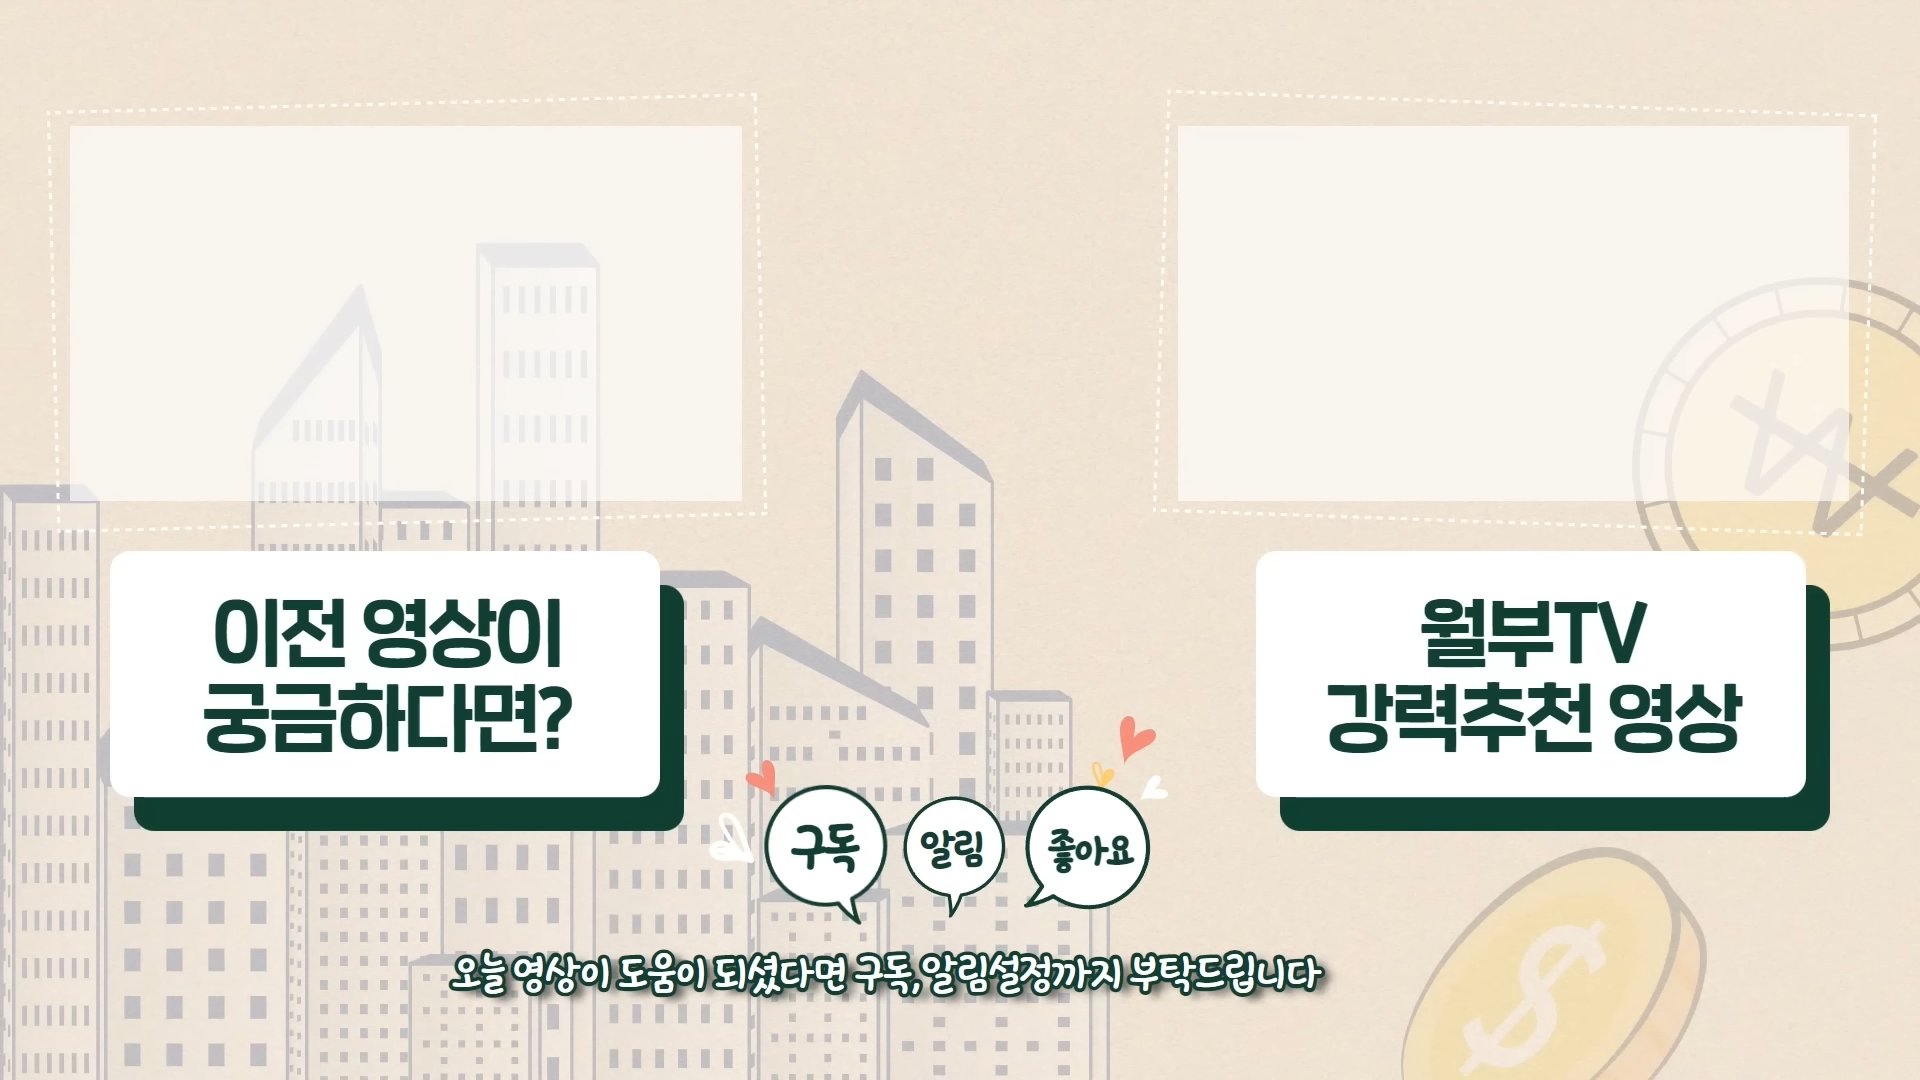 이전 영상이
궁금하다면?
월부TV
강력추천 영상
구독
알림
좋아요
오늘 영상이 도움이 되셨다면 구독,알림설정까지 부탁드립니다